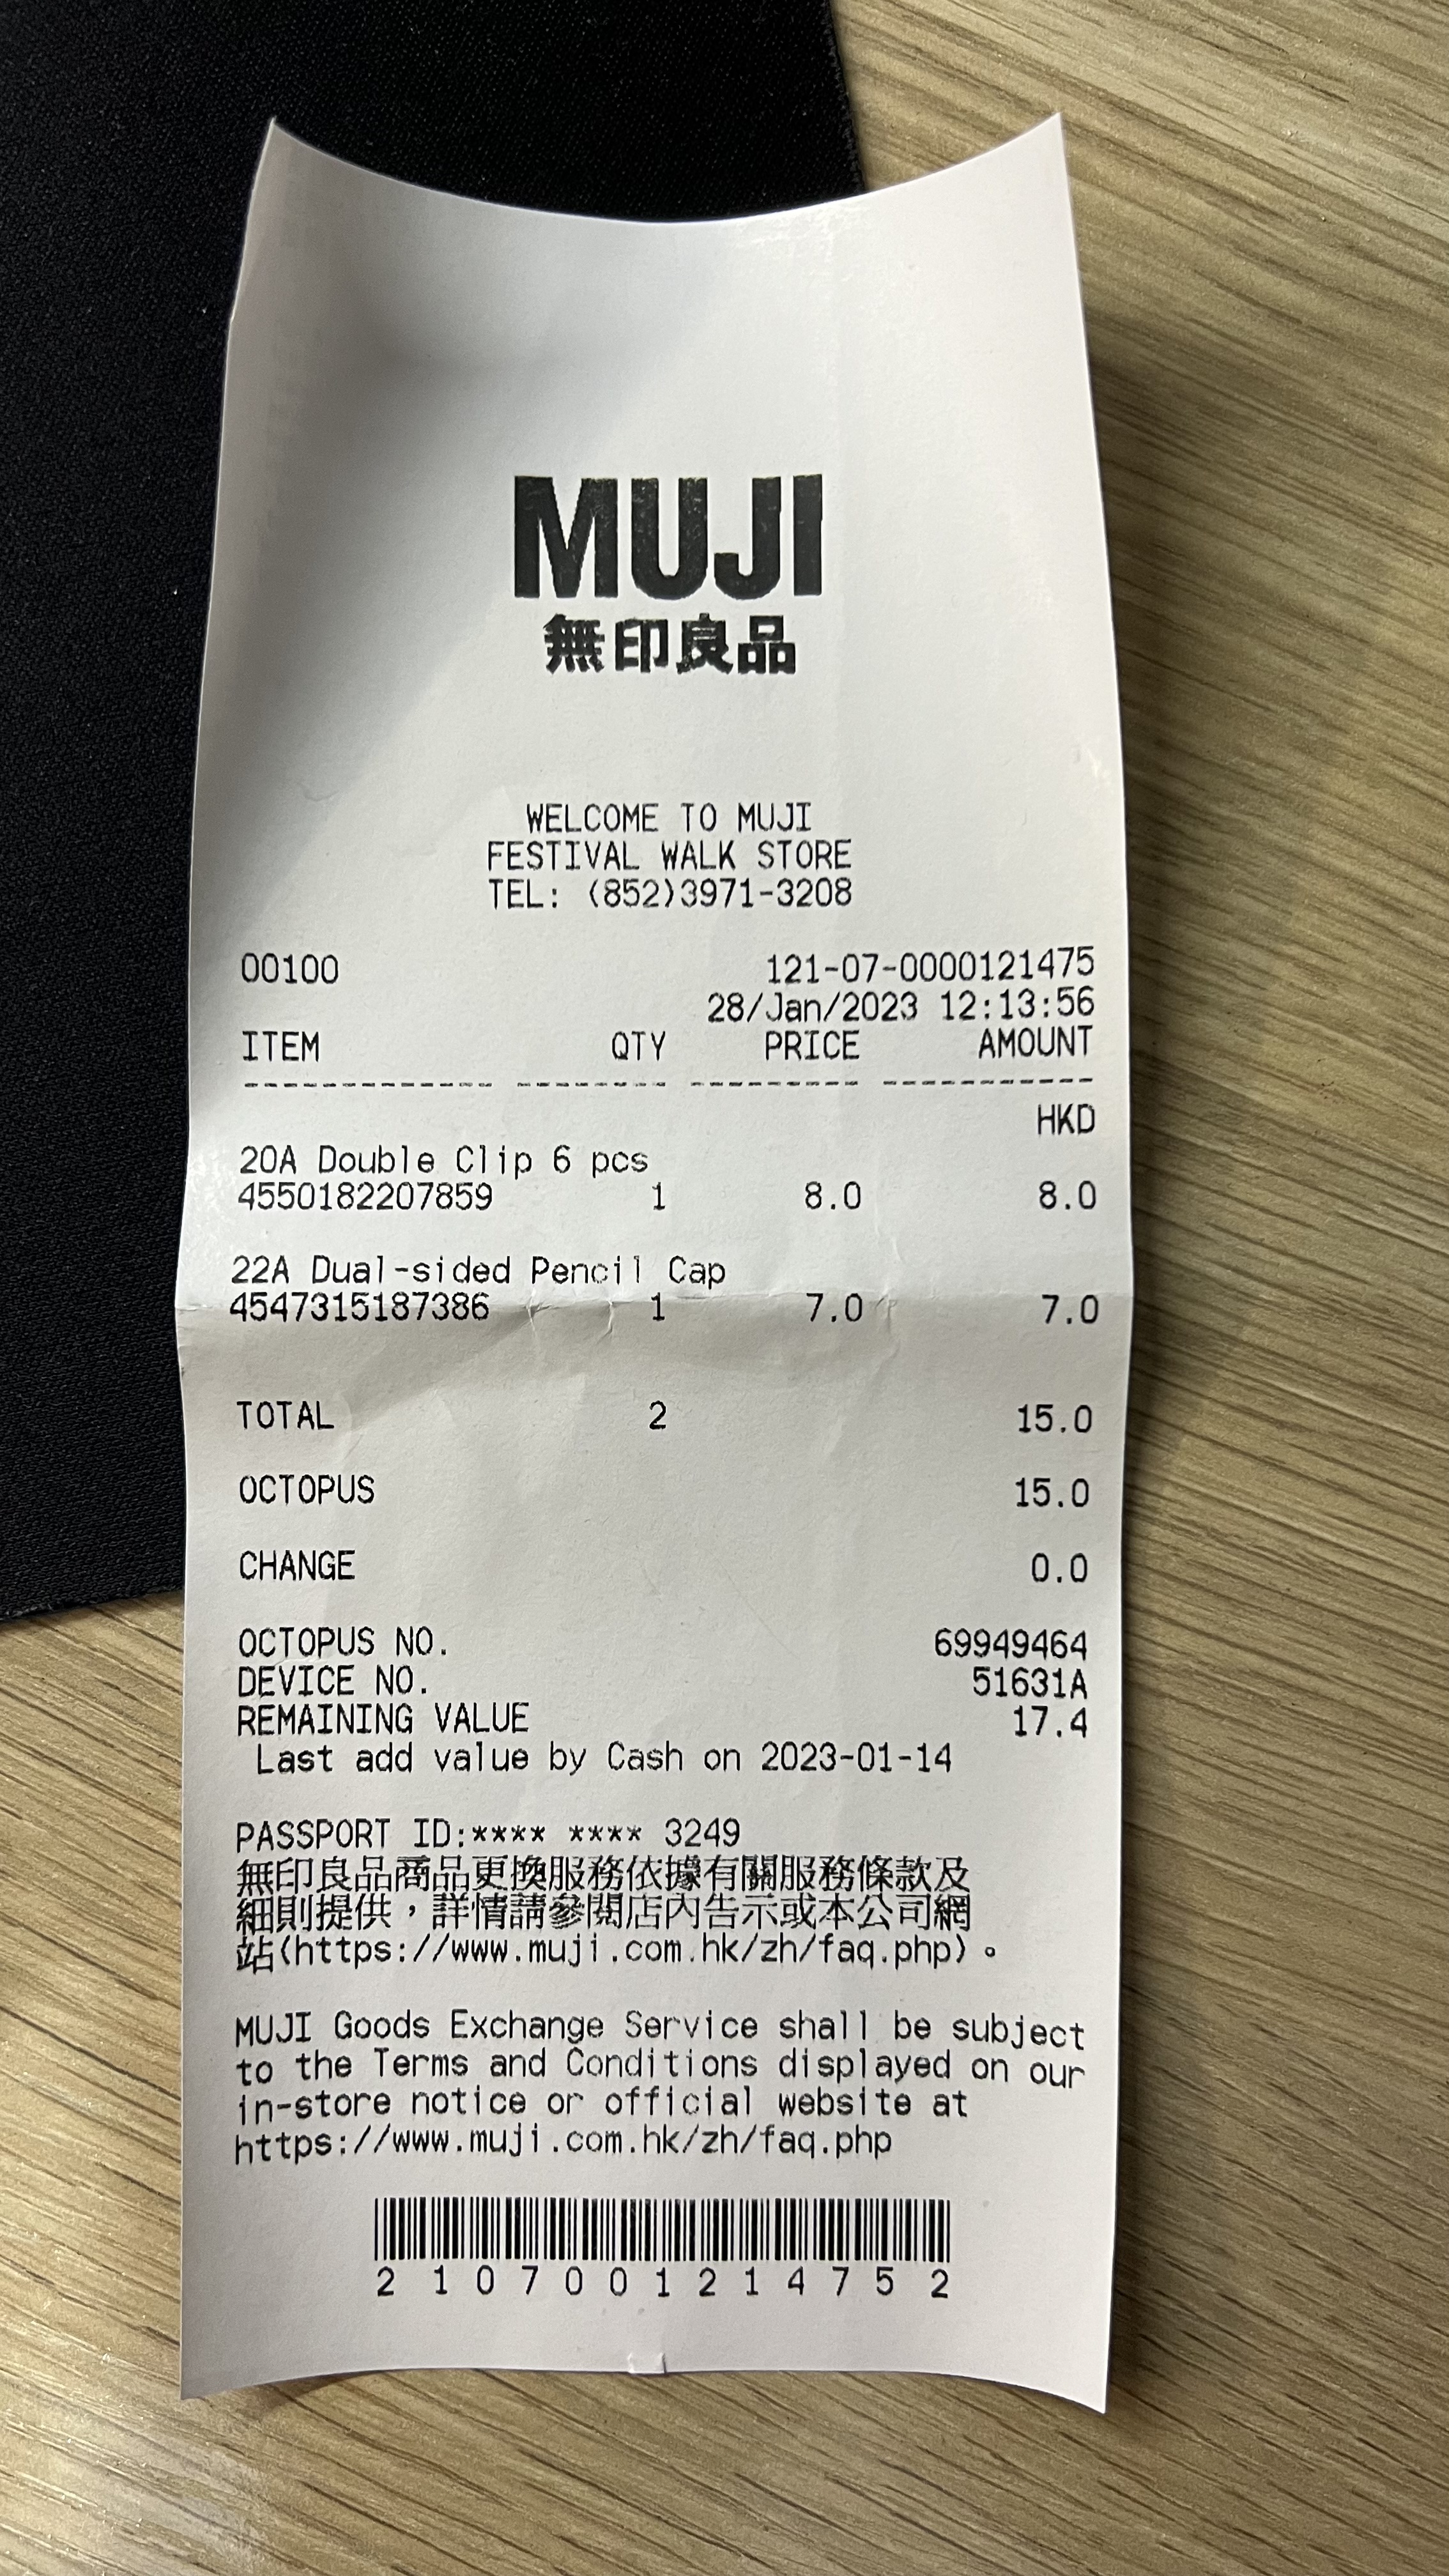 MUJI
無印良品
WELCOME TO MUJI
FESTIVAL WALK STORE
TEL: (852)3971-3208
00100 121-07-0000121475
28/Jan/2023 12:13:56
ITEM QTY PRICE AMOUNT
HKD
20A Double Clip 6 pcs
4550182207859 1 8.0 8.0
22A Dual-sided Pencil Cap
4547315187386 1 7.0 7.0
TOTAL 2 15.0
OCTOPUS 15.0
CHANGE 0.0
OCTOPUS NO. 69949464
DEVICE NO. 51631A
REMAINING VALUE 17.4
Last add value by Cash on 2023-01-14
PASSPORT ID:**** **** 3249
無印良品商品更換服務依據有關服務條款及
細則提供，詳情請參閱店內告示或本公司網
站(https://www.muji.com.hk/zh/faq.php)。
MUJI Goods Exchange Service shall be subject
to the Terms and Conditions displayed on our
in-store notice or official website at
https://www.muji.com.hk/zh/faq.php
2 1 0 7 0 0 1 2 1 4 7 5 2